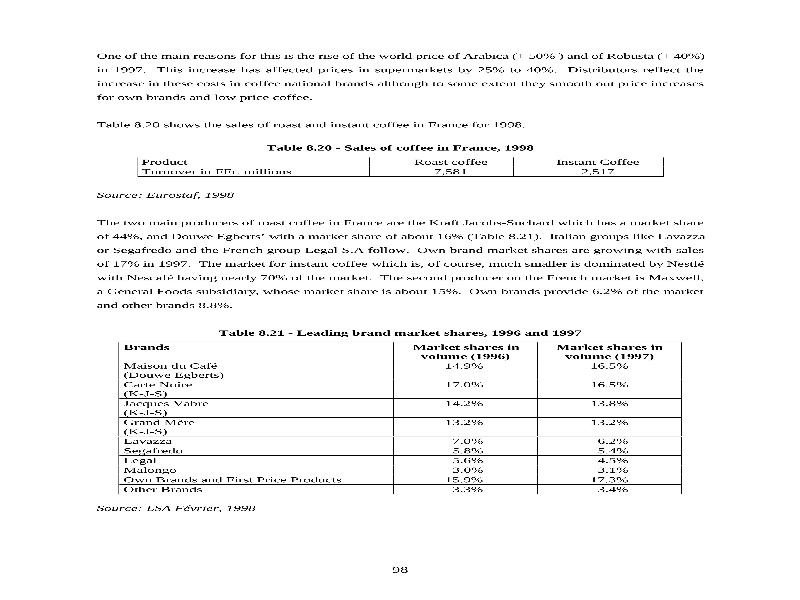 One of the main reasons for this is the rise of the world price of Arabica (+ 50% ) and of Robusta (+ 40%)
in 1997. This increase has affected prices in supermarkets by 25% to 40%. Distributors reflect the
increase in these costs in coffee national brands although to some extent they smooth out price increases
for own brands and low price coffee.
Table 8.20 shows the sales of roast and instant coffee in France for 1998.
Table 8.20 - Sales of coffee in France, 1998
Product Roast coffee Instant Coffee
Turnover in FFr. millions 7,581 2,517
Source: Eurostaf, 1998
The two main producers of roast coffee in France are the Kraft Jacobs-Suchard which has a market share
of 44%, and Douwe Egberts' with a market share of about 16% (Table 8.21). Italian groups like Lavazza
or Segafredo and the French group Legal S.A follow. Own brand market shares are growing with sales
of 17% in 1997. The market for instant coffee which is, of course, much smaller is dominated by Nestlé
with Nescafé having nearly 70% of the market. The second producer on the French market is Maxwell,
a General Foods subsidiary, whose market share is about 15%. Own brands provide 6.2% of the market
and other brands 8.8%.
Table 8.21 - Leading brand market shares, 1996 and 1997
Brands Market shares in Market shares in
volume (1996) volume (1997)
Maison du Café 14.9% 16.5%
(Douwe Egberts)
Carte Noire 17.0% 16.5%
(K-J-S)
Jacques Vabre 14.2% 13.8%
(K-J-S)
Grand Mère 13.2% 13.2%
(K-J-S)
Lavazza 7.0% 6.2%
Segafredo 5.8% 5.4%
Legal 5.6% 4.5%
Malongo 3.0% 3.1%
Own Brands and First Price Products 15.9% 17.3%
Other Brands 3.3% 3.4%
Source: LSA Février, 1998
98